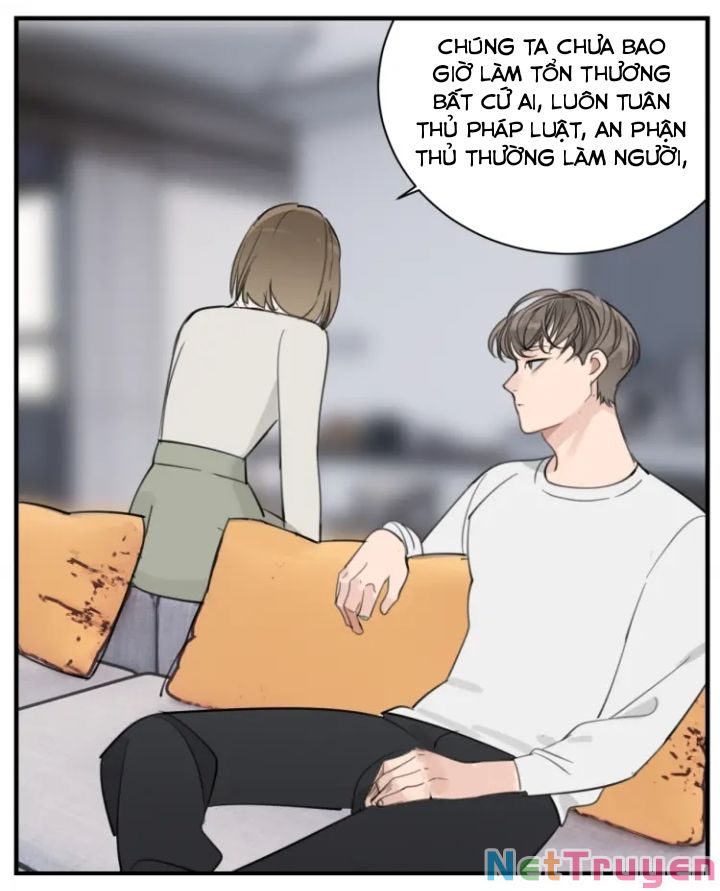 CHÚNG TA CHƯA BAO
GIỜ LÀM TỔN THƯƠNG
BẤT CỨ AI, LUÔN TUÂN
THỦ PHÁP LUẬT, AN PHẬN
THỦ THƯỜNG LÀM NGƯỜI,
NETTRUYEN